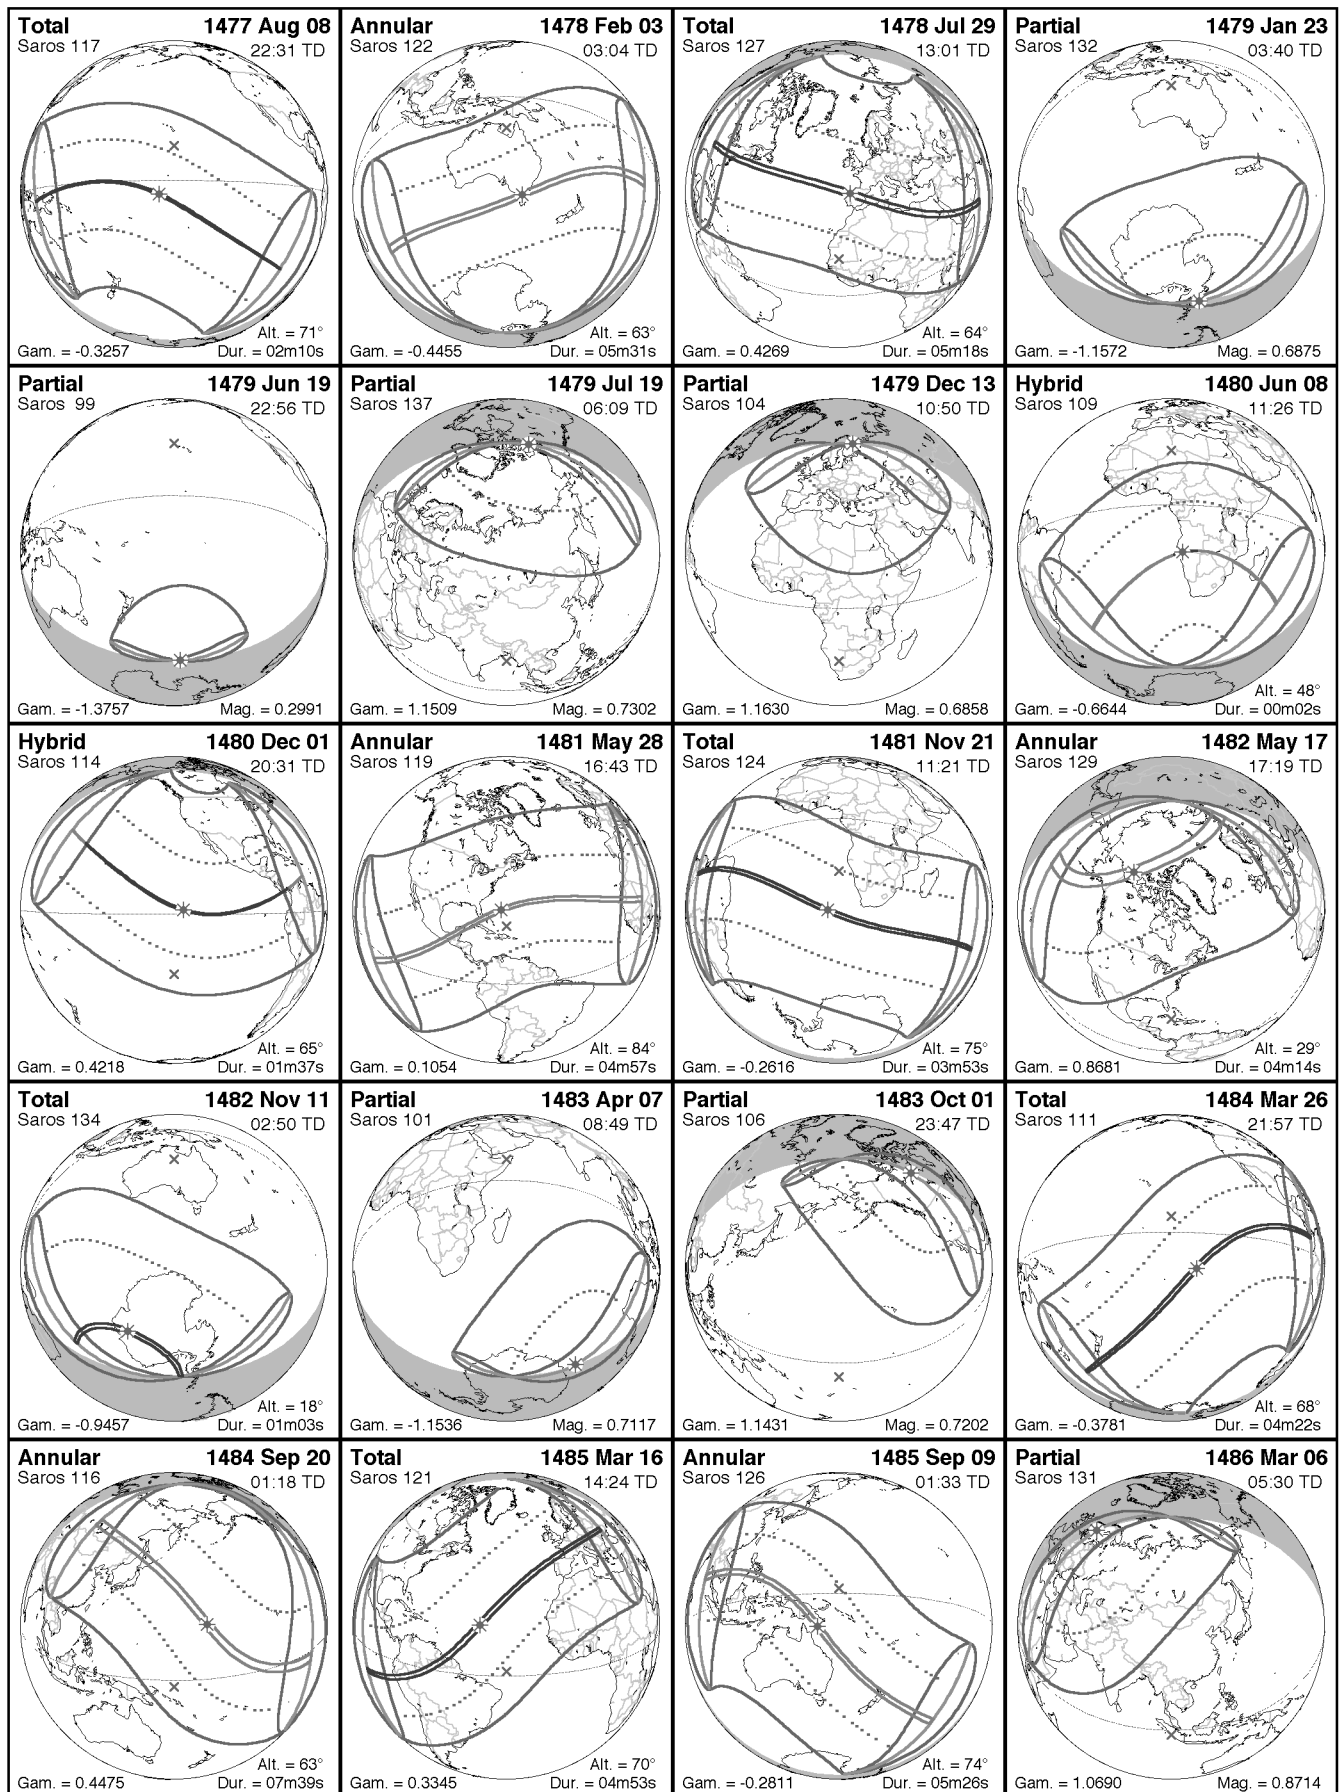 Total 1477 Aug 08
Saros 117 22:31 TD
Alt. = 71°
Gam. = -0.3257 Dur. = 02m10s
Annular 1478 Feb 03
Saros 122 03:04 TD
Alt. = 63°
Gam. = -0.4455 Dur. = 05m31s
Total 1478 Jul 29
Saros 127 13:01 TD
Alt. = 64°
Gam. = 0.4269 Dur. = 05m18s
Partial 1479 Jan 23
Saros 132 03:40 TD
Gam. = -1.1572 Mag. = 0.6875
Partial 1479 Jun 19
Saros 99 22:56 TD
Gam. = -1.3757 Mag. = 0.2991
Partial 1479 Jul 19
Saros 137 06:09 TD
Gam. = 1.1509 Mag. = 0.7302
Partial 1479 Dec 13
Saros 104 10:50 TD
Gam. = 1.1630 Mag. = 0.6858
Hybrid 1480 Jun 08
Saros 109 11:26 TD
Alt. = 48°
Gam. = -0.6644 Dur. = 00m02s
Hybrid 1480 Dec 01
Saros 114 20:31 TD
Alt. = 65°
Gam. = 0.4218 Dur. = 01m37s
Annular 1481 May 28
Saros 119 16:43 TD
Alt. = 84°
Gam. = 0.1054 Dur. = 04m57s
Total 1481 Nov 21
Saros 124 11:21 TD
Alt. = 75°
Gam. = -0.2616 Dur. = 03m53s
Annular 1482 May 17
Saros 129 17:19 TD
Alt. = 29°
Gam. = 0.8681 Dur. = 04m14s
Total 1482 Nov 11
Saros 134 02:50 TD
Alt. = 18°
Gam. = -0.9457 Dur. = 01m03s
Partial 1483 Apr 07
Saros 101 08:49 TD
Gam. = -1.1536 Mag. = 0.7117
Partial 1483 Oct 01
Saros 106 23:47 TD
Gam. = 1.1431 Mag. = 0.7202
Total 1484 Mar 26
Saros 111 21:57 TD
Alt. = 68°
Gam. = -0.3781 Dur. = 04m22s
Annular 1484 Sep 20
Saros 116 01:18 TD
Alt. = 63°
Gam. = 0.4475 Dur. = 07m39s
Total 1485 Mar 16
Saros 121 14:24 TD
Alt. = 70°
Gam. = 0.3345 Dur. = 04m53s
Annular 1485 Sep 09
Saros 126 01:33 TD
Alt. = 74°
Gam. = -0.2811 Dur. = 05m26s
Partial 1486 Mar 06
Saros 131 05:30 TD
Gam. = 1.0690 Mag. = 0.8714